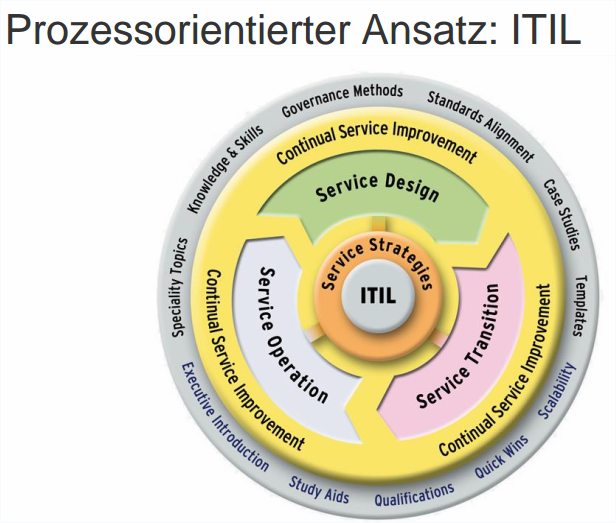 Prozessorientierter Ansatz: ITIL
Governance Methods
Standards Alignment
Case Studies
Templates
Scalability
Quick Wins
Qualifications
Study Aids
Executive Introduction
Speciality Topics
Knowledge & Skills
Continual Service Improvement
Continual Service Improvement
Continual Service Improvement
Service Design
Service Transition
Service Operation
Service Strategies
ITIL